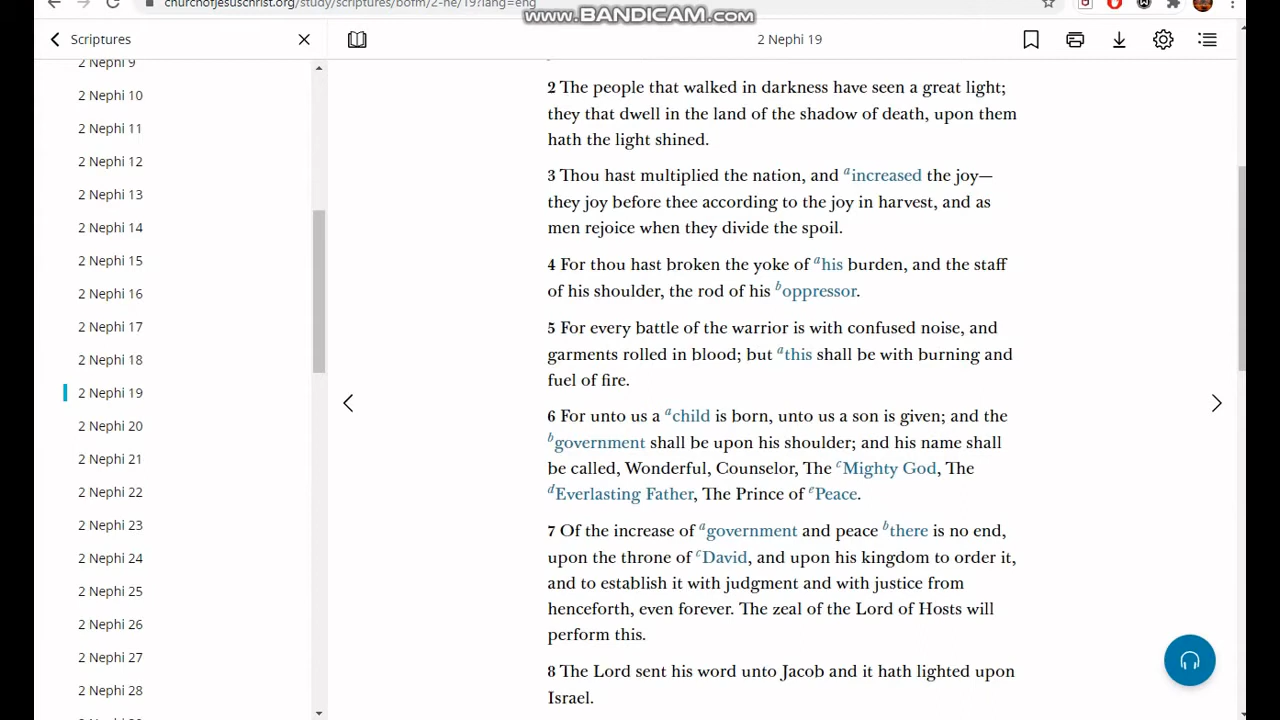 churchofjesuschrist.org/study/scriptures/bofm/2-ne/19?lang=eng
www.BANDICAM.com
Scriptures
2 Nephi 19
2 Nephi 9
2 Nephi 10
2 Nephi 11
2 Nephi 12
2 Nephi 13
2 Nephi 14
2 Nephi 15
2 Nephi 16
2 Nephi 17
2 Nephi 18
2 Nephi 19
2 Nephi 20
2 Nephi 21
2 Nephi 22
2 Nephi 23
2 Nephi 24
2 Nephi 25
2 Nephi 26
2 Nephi 27
2 Nephi 28
2 The people that walked in darkness have seen a great light;
they that dwell in the land of the shadow of death, upon them
hath the light shined.
3 Thou hast multiplied the nation, and a increased the joy—
they joy before thee according to the joy in harvest, and as
men rejoice when they divide the spoil.
4 For thou hast broken the yoke of a his burden, and the staff
of his shoulder, the rod of his b oppressor.
5 For every battle of the warrior is with confused noise, and
garments rolled in blood; but a this shall be with burning and
fuel of fire.
6 For unto us a a child is born, unto us a son is given; and the
b government shall be upon his shoulder; and his name shall
be called, Wonderful, Counselor, The c Mighty God, The
d Everlasting Father, The Prince of e Peace.
7 Of the increase of a government and peace b there is no end,
upon the throne of c David, and upon his kingdom to order it,
and to establish it with judgment and with justice from
henceforth, even forever. The zeal of the Lord of Hosts will
perform this.
8 The Lord sent his word unto Jacob and it hath lighted upon
Israel.